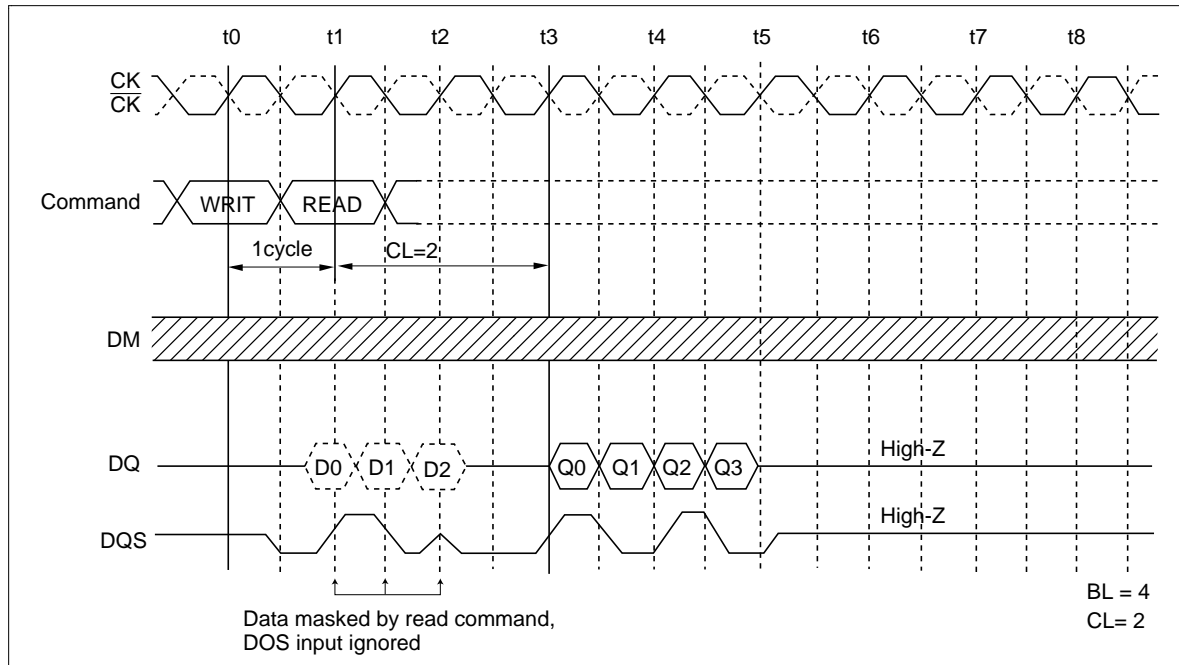 t0 t1 t2 t3 t4 t5 t6 t7 t8
CK
CK
Command WRIT READ
1cycle CL=2
DM
DQ D0 D1 D2 Q0 Q1 Q2 Q3 High-Z
DQS High-Z
Data masked by read command,
DOS input ignored
BL = 4
CL= 2